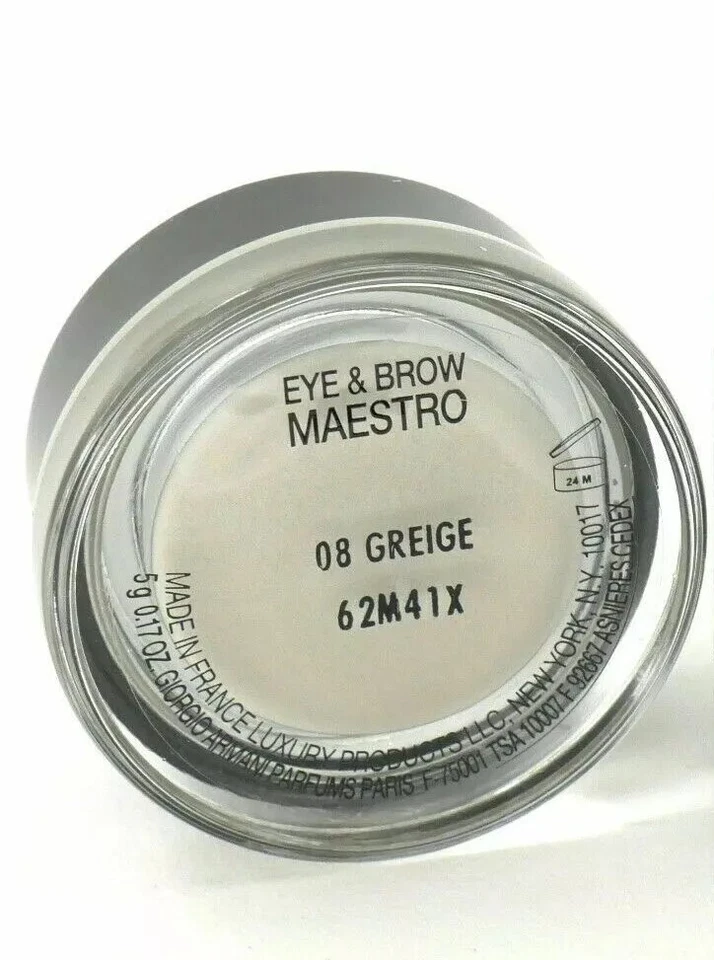 EYE & BROW
MAESTRO
24 M
08 GREIGE
62M41X
MADE IN FRANCE LUXURY PRODUCTS LLC, NEW YORK N.Y. 10017
5 g 0.17 OZ. GIORGIO ARMANI PARFUMS PARIS F-75001 TSA 10007 F 92667 ASNIERES CEDEX